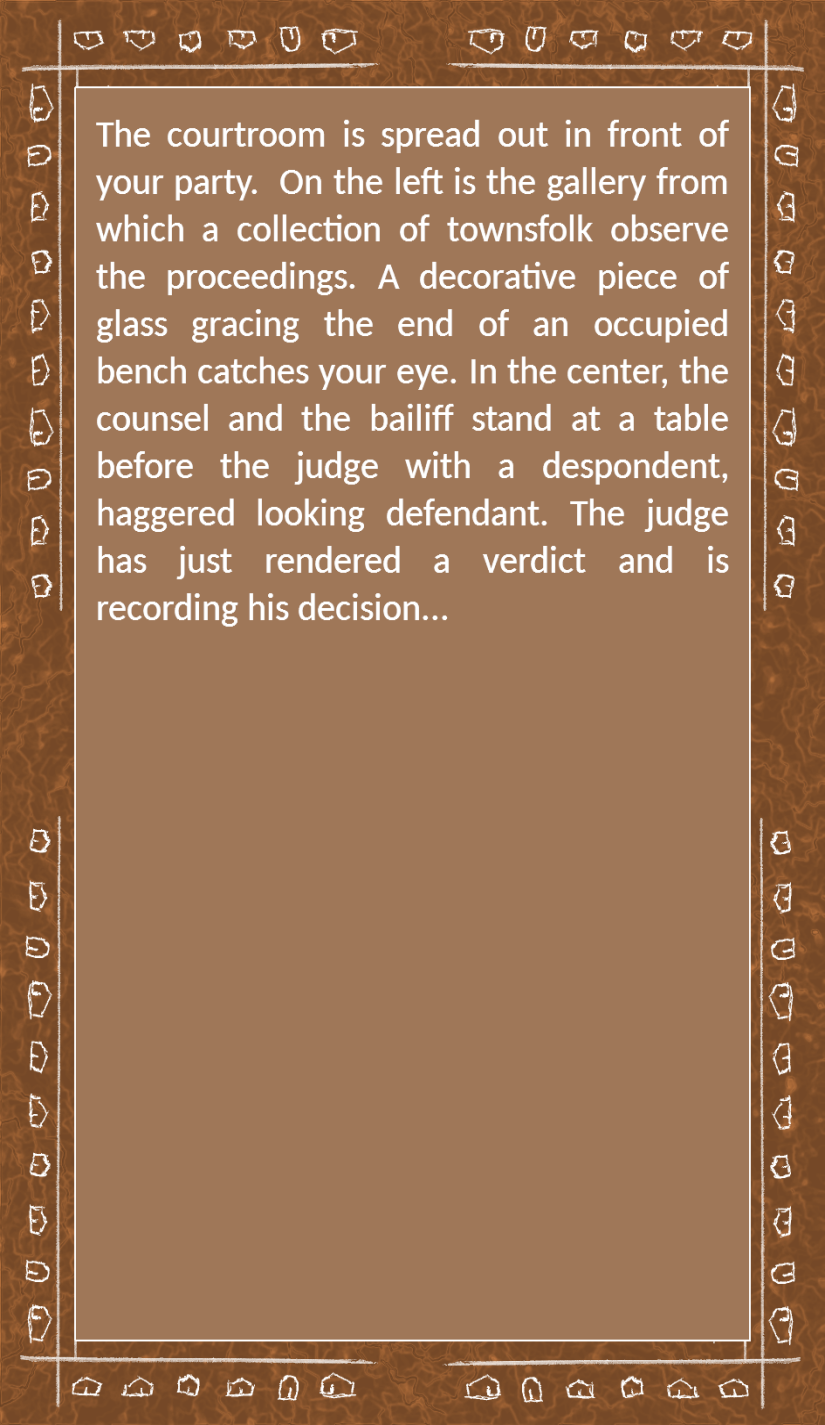 The courtroom is spread out in front of
your party.  On the left is the gallery from
which a collection of townsfolk observe
the proceedings. A decorative piece of
glass gracing the end of an occupied
bench catches your eye. In the center, the
counsel and the bailiff stand at a table
before the judge with a despondent,
haggered looking defendant. The judge
has just rendered a verdict and is
recording his decision...